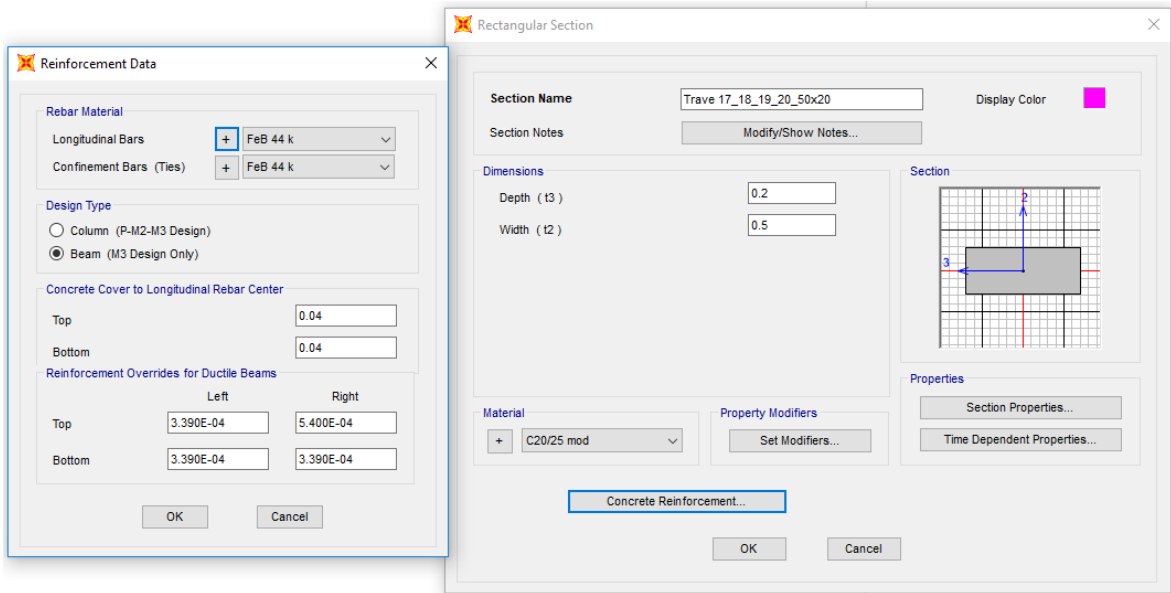 Reinforcement Data
Rebar Material
Longitudinal Bars + FeB 44 k
Confinement Bars (Ties) + FeB 44 k
Design Type
Column (P-M2-M3 Design)
Beam (M3 Design Only)
Concrete Cover to Longitudinal Rebar Center
Top 0.04
Bottom 0.04
Reinforcement Overrides for Ductile Beams
Left Right
Top 3.390E-04 5.400E-04
Bottom 3.390E-04 3.390E-04
OK Cancel
Rectangular Section
Section Name Trave 17_18_19_20_50x20 Display Color
Section Notes Modify/Show Notes...
Dimensions
Depth ( t3 ) 0.2
Width ( t2 ) 0.5
Section
2
3
Properties
Section Properties...
Time Dependent Properties...
Material
+ C20/25 mod
Property Modifiers
Set Modifiers...
Concrete Reinforcement...
OK Cancel